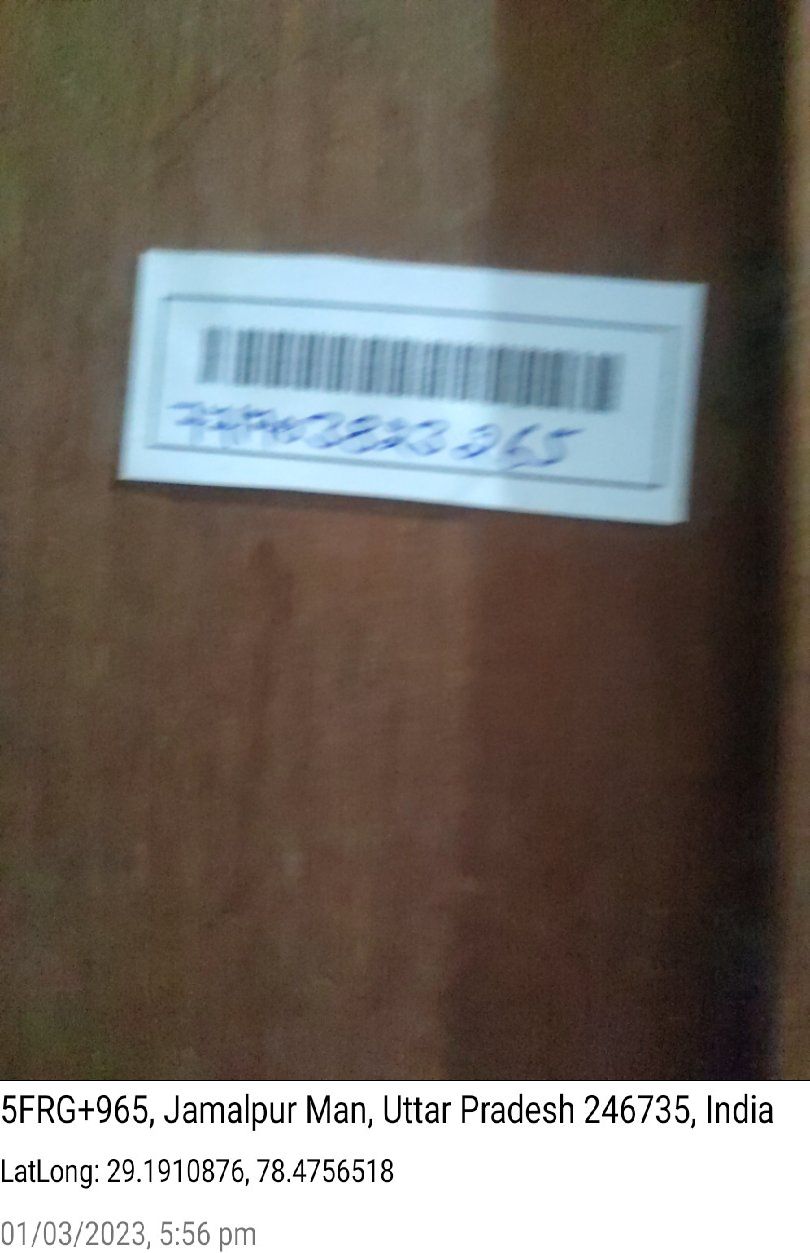 5FRG+965, Jamalpur Man, Uttar Pradesh 246735, India
LatLong: 29.1910876, 78.4756518
01/03/2023, 5:56 pm